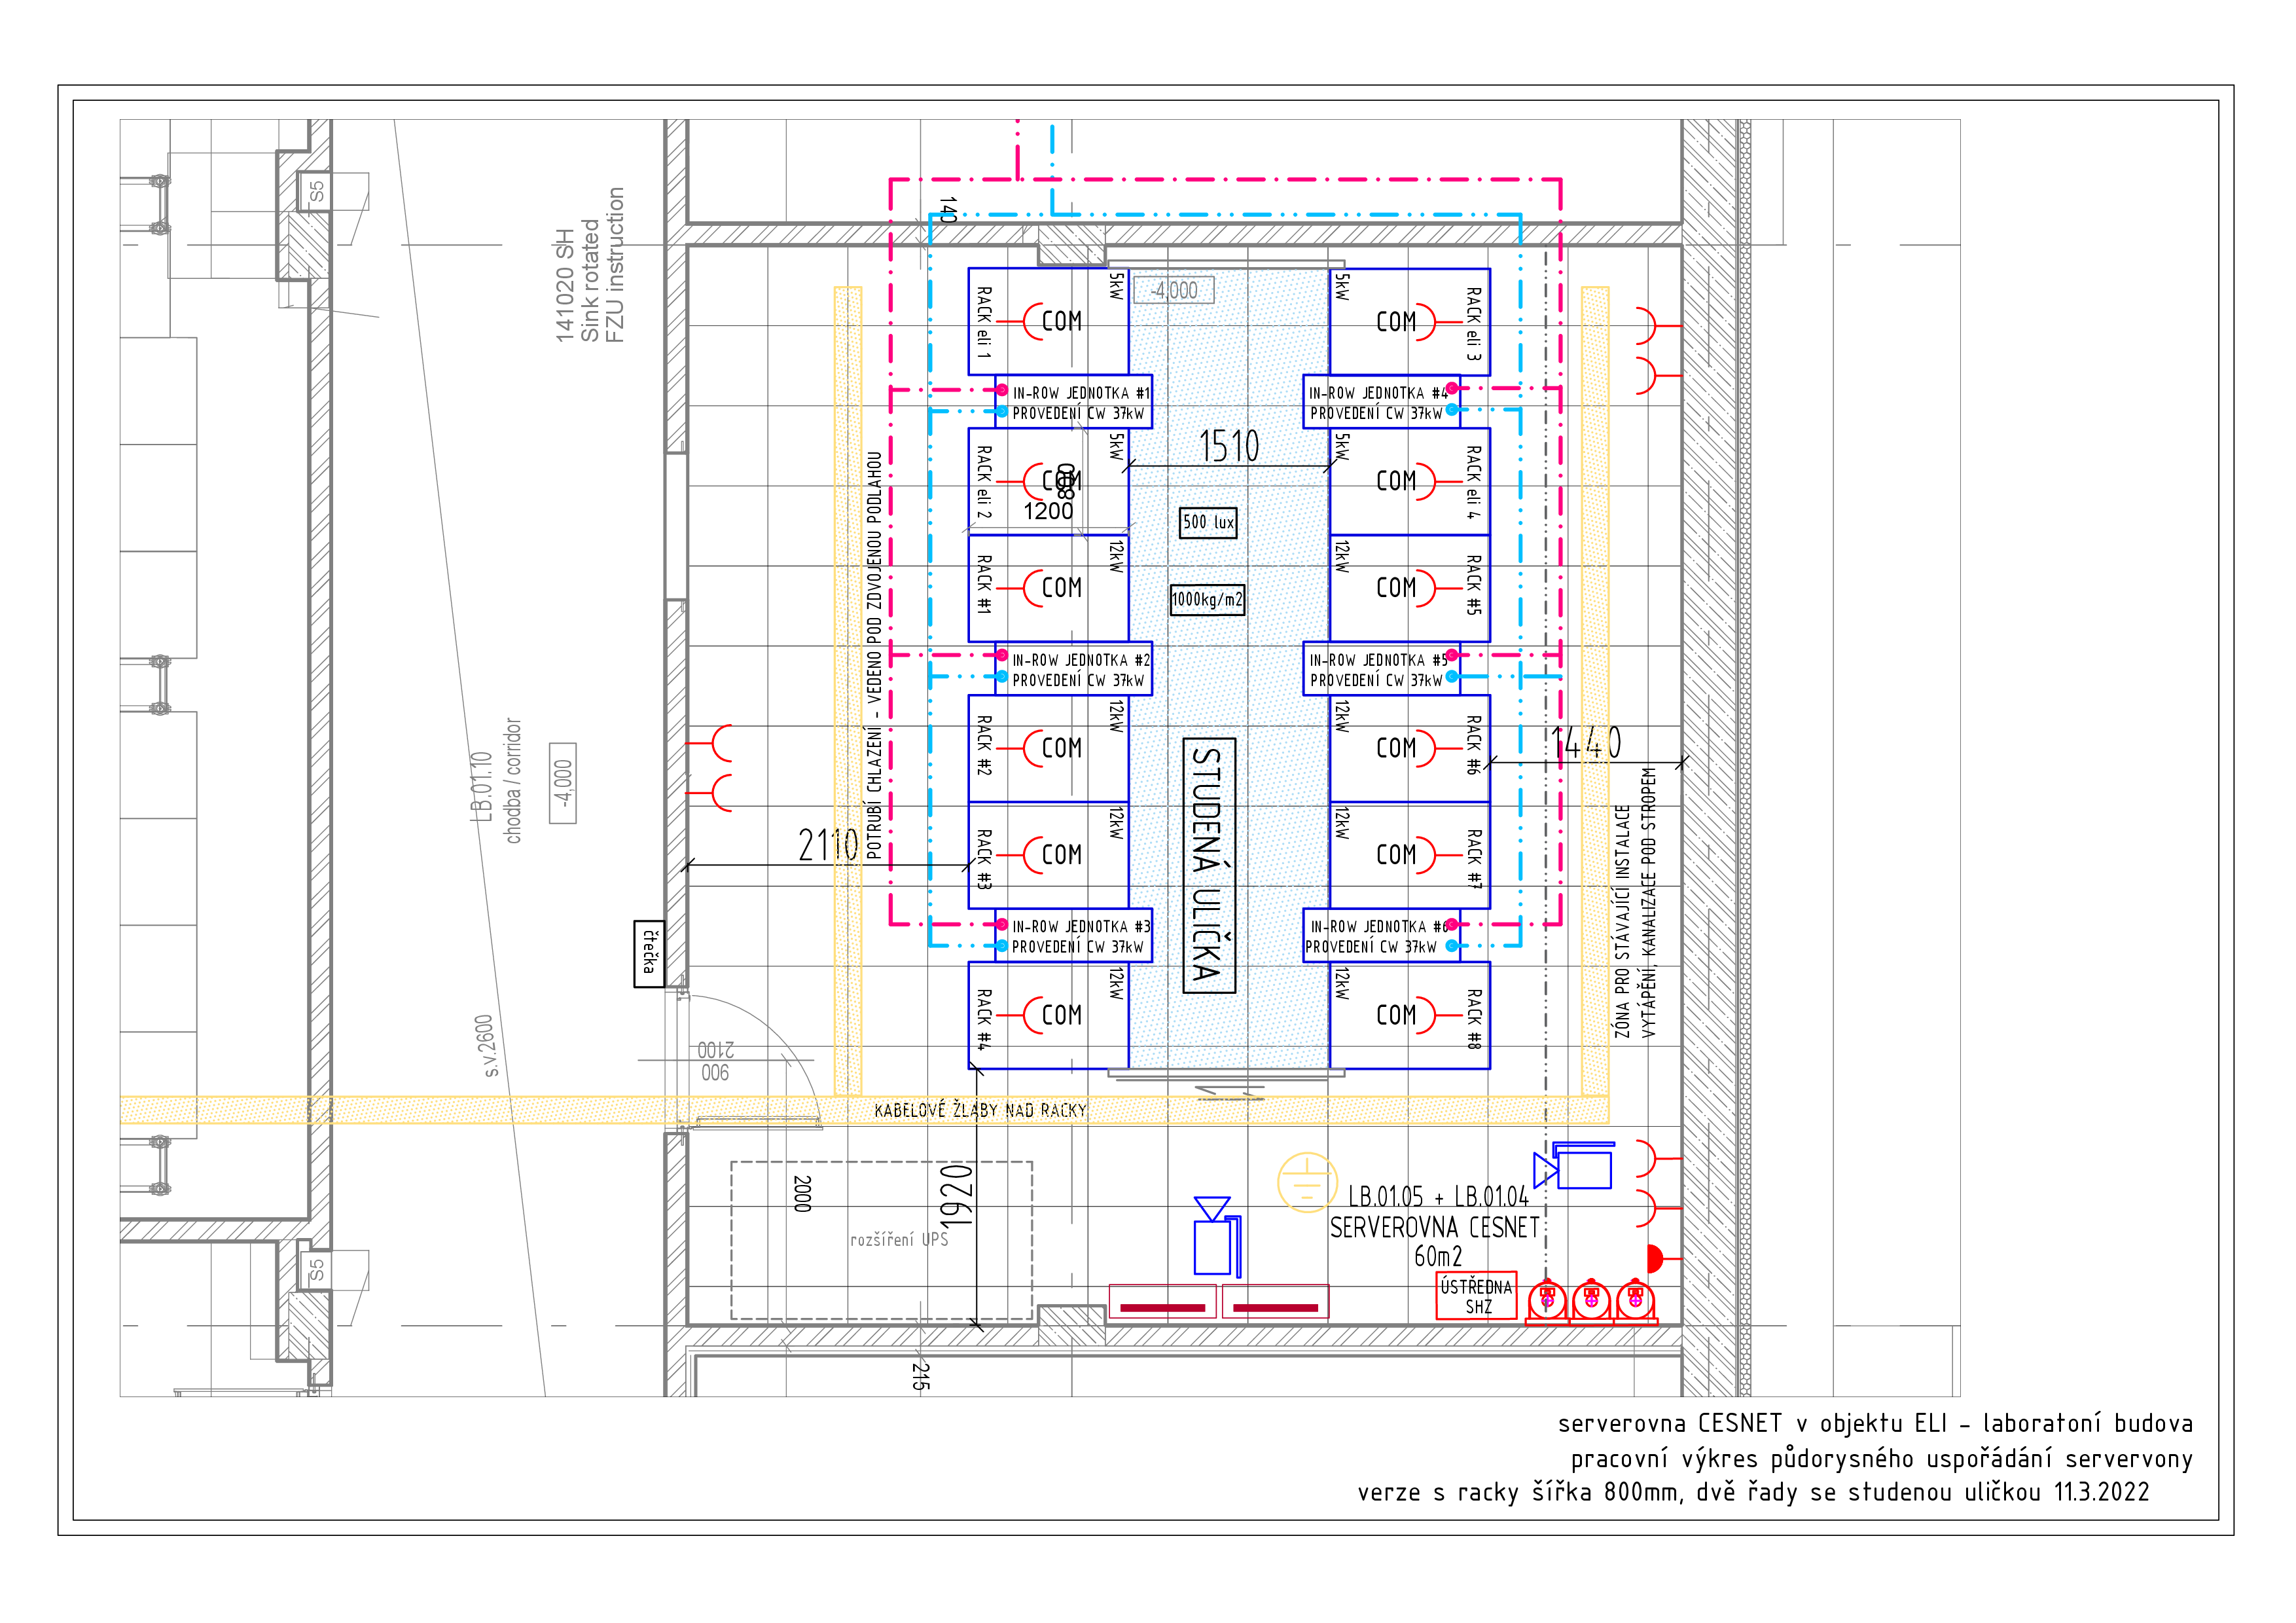 S5
141020 SH
Sink rotated
FZU instruction
140
RACK eli 1
COM
5kW
-4,000
5kW
COM
RACK eli 3
IN-ROW JEDNOTKA #1
PROVEDENÍ CW 37kW
IN-ROW JEDNOTKA #4
PROVEDENÍ CW 37kW
RACK eli 2
COM
5kW
800
1200
1510
5kW
COM
RACK eli 4
500 lux
RACK #1
COM
12kW
1000kg/m2
12kW
COM
RACK #5
IN-ROW JEDNOTKA #2
PROVEDENÍ CW 37kW
IN-ROW JEDNOTKA #5
PROVEDENÍ CW 37kW
POTRUBÍ CHLAZENÍ - VEDENO POD ZDVOJENOU PODLAHOU
RACK #2
COM
12kW
12kW
COM
RACK #6
1440
LB.01.10
chodba / corridor
-4,000
2110
RACK #3
COM
12kW
STUDENÁ ULIČKA
12kW
COM
RACK #7
ZÓNA PRO STÁVAJÍCÍ INSTALACE
VYTÁPĚNÍ, KANALIZACE POD STROPEM
čtečka
IN-ROW JEDNOTKA #3
PROVEDENÍ CW 37kW
IN-ROW JEDNOTKA #6
PROVEDENÍ CW 37kW
RACK #4
COM
12kW
12kW
COM
RACK #8
s.v.2600
2100
900
KABELOVÉ ŽLABY NAD RACKY
2000
1920
rozšíření UPS
LB.01.05 + LB.01.04
SERVEROVNA CESNET
60m2
ÚSTŘEDNA
SHZ
S5
215
serverovna CESNET v objektu ELI - laboratoní budova
pracovní výkres půdorysného uspořádání servervony
verze s racky šířka 800mm, dvě řady se studenou uličkou 11.3.2022